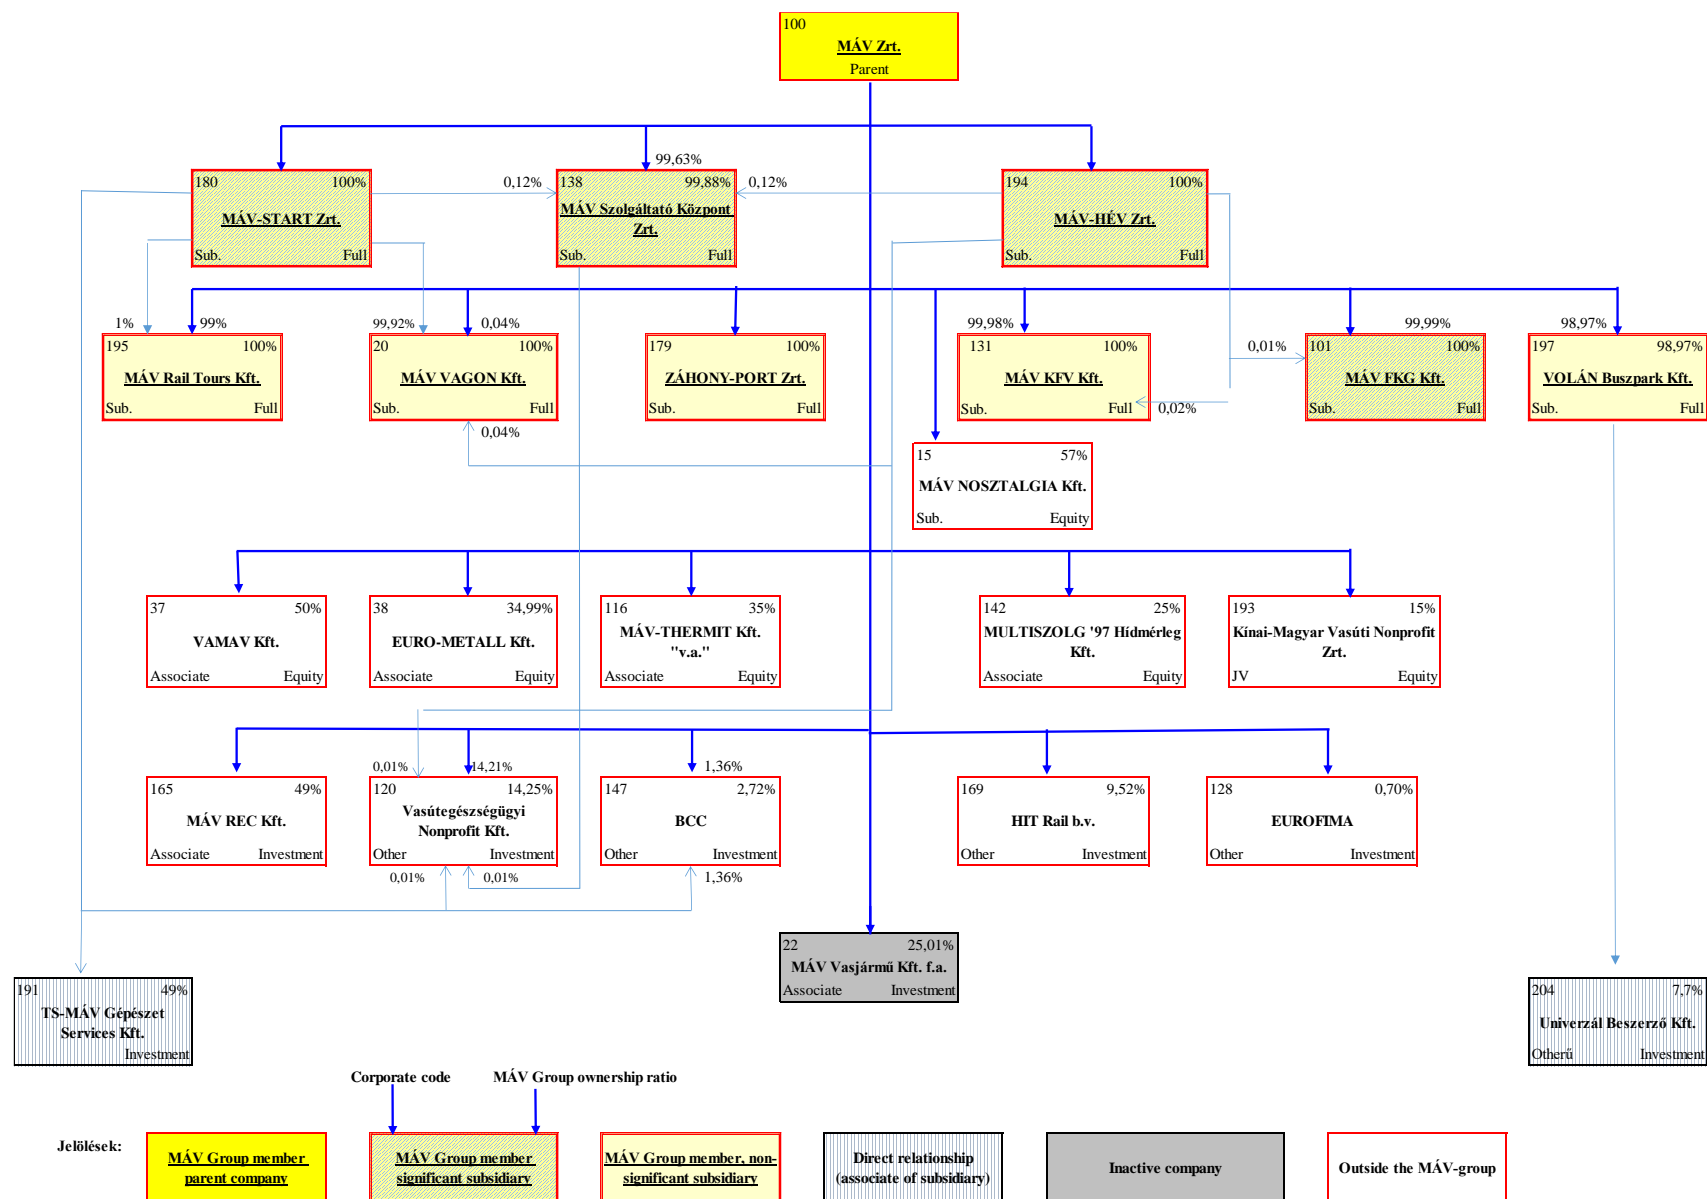 100
MÁV Zrt.
Parent
99,63%
180 100%
MÁV-START Zrt.
Sub. Full
0,12%
138 99,88%
MÁV Szolgáltató Központ
Zrt.
Sub. Full
0,12%
194 100%
MÁV-HÉV Zrt.
Sub. Full
1% 99%
99,92% 0,04%
99,98%
99,99%
98,97%
195 100%
MÁV Rail Tours Kft.
Sub. Full
20 100%
MÁV VAGON Kft.
Sub. Full
0,04%
179 100%
ZÁHONY-PORT Zrt.
Sub. Full
131 100%
MÁV KFV Kft.
Sub. Full
0,02%
0,01%
101 100%
MÁV FKG Kft.
Sub. Full
197 98,97%
VOLÁN Buszpark Kft.
Sub. Full
15 57%
MÁV NOSZTALGIA Kft.
Sub. Equity
37 50%
VAMAV Kft.
Associate Equity
38 34,99%
EURO-METALL Kft.
Associate Equity
116 35%
MÁV-THERMIT Kft.
"v.a."
Associate Equity
142 25%
MULTISZOLG '97 Hídmérleg
Kft.
Associate Equity
193 15%
Kínai-Magyar Vasúti Nonprofit
Zrt.
JV Equity
0,01% 14,21%
1,36%
165 49%
MÁV REC Kft.
Associate Investment
120 14,25%
Vasútegészségügyi
Nonprofit Kft.
Other Investment
0,01% 0,01%
147 2,72%
BCC
Other Investment
1,36%
169 9,52%
HIT Rail b.v.
Other Investment
128 0,70%
EUROFIMA
Other Investment
22 25,01%
MÁV Vasjármű Kft. f.a.
Associate Investment
191 49%
TS-MÁV Gépészet
Services Kft.
Investment
204 7,7%
Univerzál Beszerző Kft.
Otherű Investment
Corporate code MÁV Group ownership ratio
Jelölések:
MÁV Group member
parent company
MÁV Group member
significant subsidiary
MÁV Group member, non-
significant subsidiary
Direct relationship
(associate of subsidiary)
Inactive company
Outside the MÁV-group